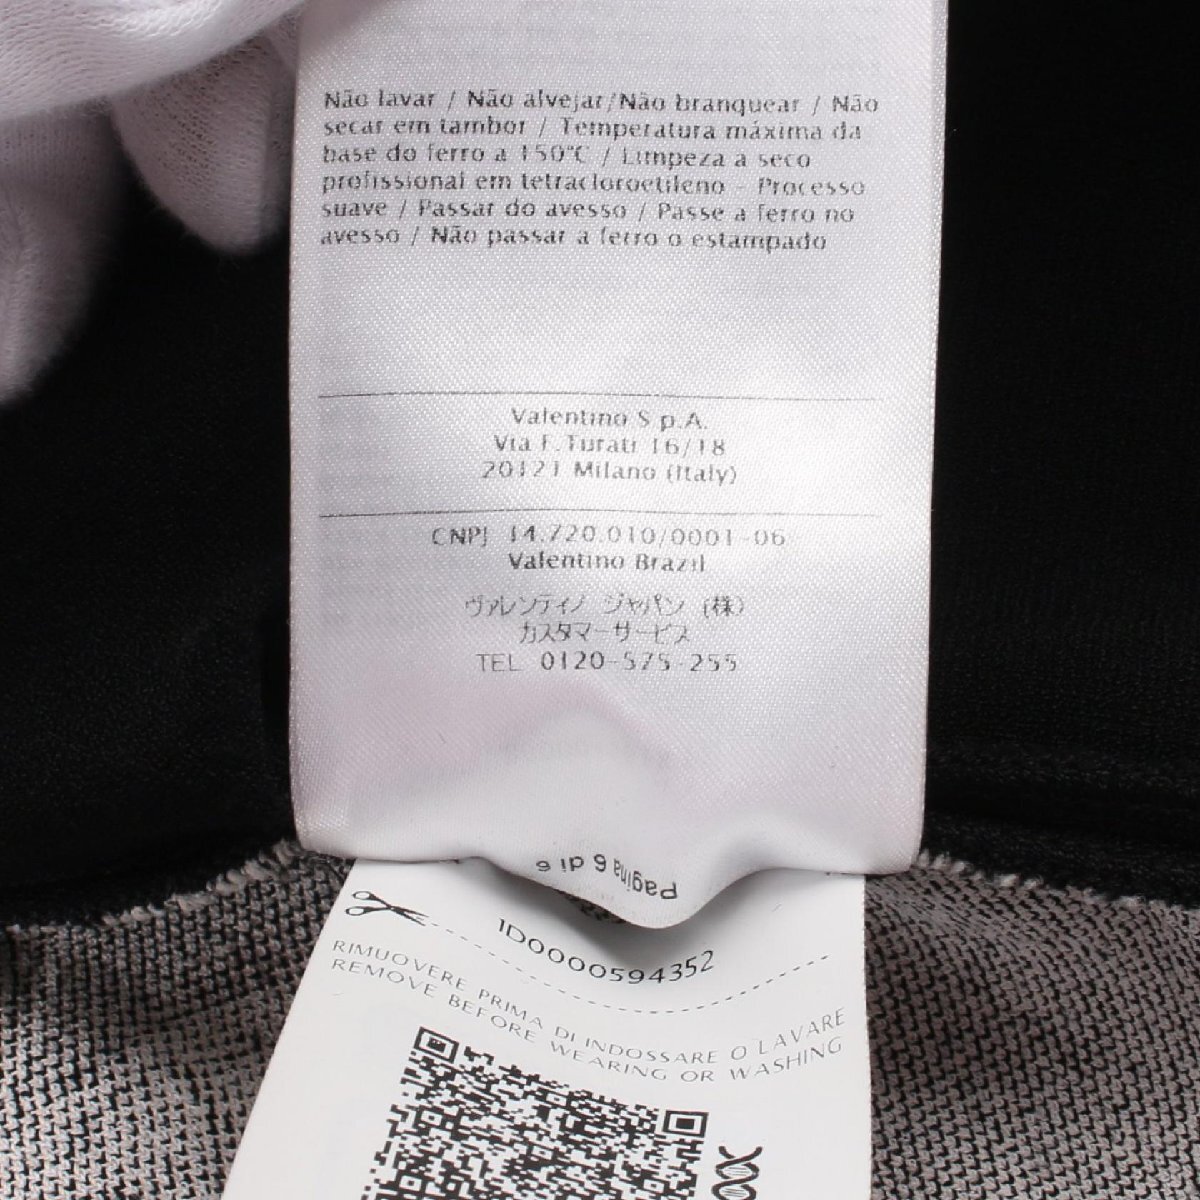 Não lavar / Não alvejar/Não branquear / Não
secar em tambor / Temperatura máxima da
base do ferro a 150°C / Limpeza a seco
profissional em tetracloroetileno - Processo
suave / Passar do avesso / Passe a ferro no
avesso / Não passar a ferro o estampado
Valentino S.p.A.
Via F. Turati 16/18
20121 Milano (Italy)
CNPJ 14.720.010/0001-06
Valentino Brazil
ヴァレンティノ ジャパン (株)
カスタマーサービス
TEL 0120-575-255
Pagina 6 di 6
ID0000594352
RIMUOVERE PRIMA DI INDOSSARE O LAVARE
REMOVE BEFORE WEARING OR WASHING